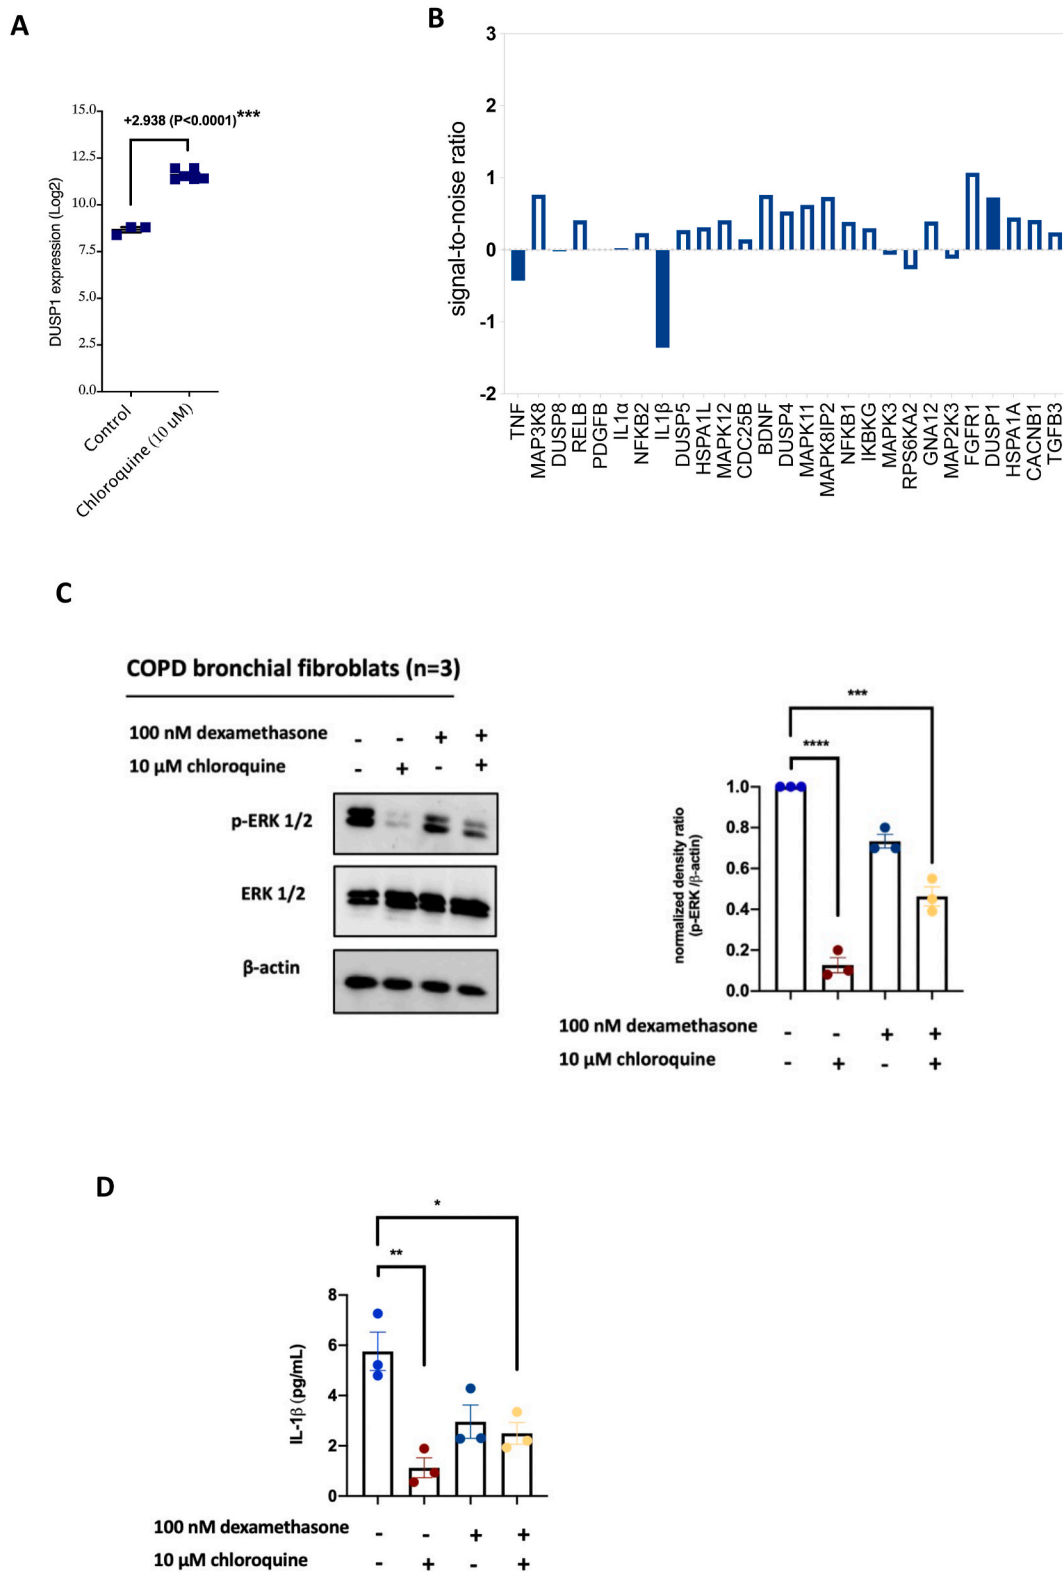 A
+2.938 (P<0.0001)***
15.0
12.5
10.0
7.5
5.0
2.5
0.0
DUSP1 expression (Log2)
Control
Chloroquine (10 uM)
B
3
2
1
0
-1
-2
signal-to-noise ratio
TNF
MAP3K8
DUSP8
RELB
PDGFB
IL1α
NFKB2
IL1β
DUSP5
HSPA1L
MAPK12
CDC25B
BDNF
DUSP4
MAPK11
MAPK8IP2
NFKB1
IKBKG
MAPK3
RPS6KA2
GNA12
MAP2K3
FGFR1
DUSP1
HSPA1A
CACNB1
TGFB3
C
COPD bronchial fibroblats (n=3)
100 nM dexamethasone - - + +
10 µM chloroquine - + - +
p-ERK 1/2
ERK 1/2
β-actin
***
****
1.0
0.8
0.6
0.4
0.2
0.0
normalized density ratio
(p-ERK /β-actin)
100 nM dexamethasone - - + +
10 µM chloroquine - + - +
D
*
**
8
6
4
2
0
IL-1β (pg/mL)
100 nM dexamethasone - - + +
10 µM chloroquine - + - +